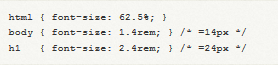 html { font-size: 62.5%; }
body { font-size: 1.4rem; } /* =14px */
h1   { font-size: 2.4rem; } /* =24px */